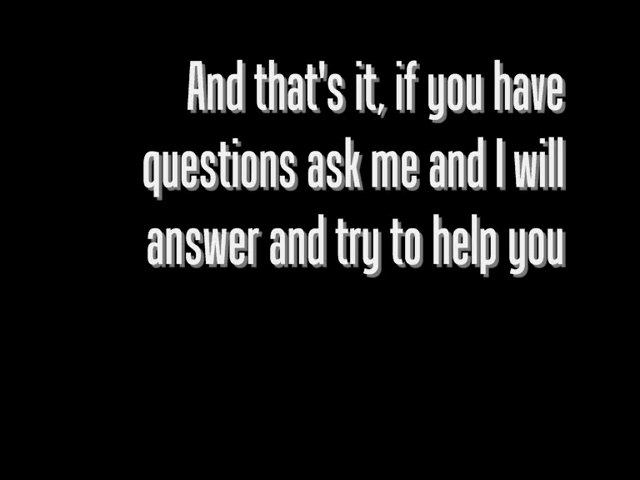 And that's it, if you have
questions ask me and I will
answer and try to help you